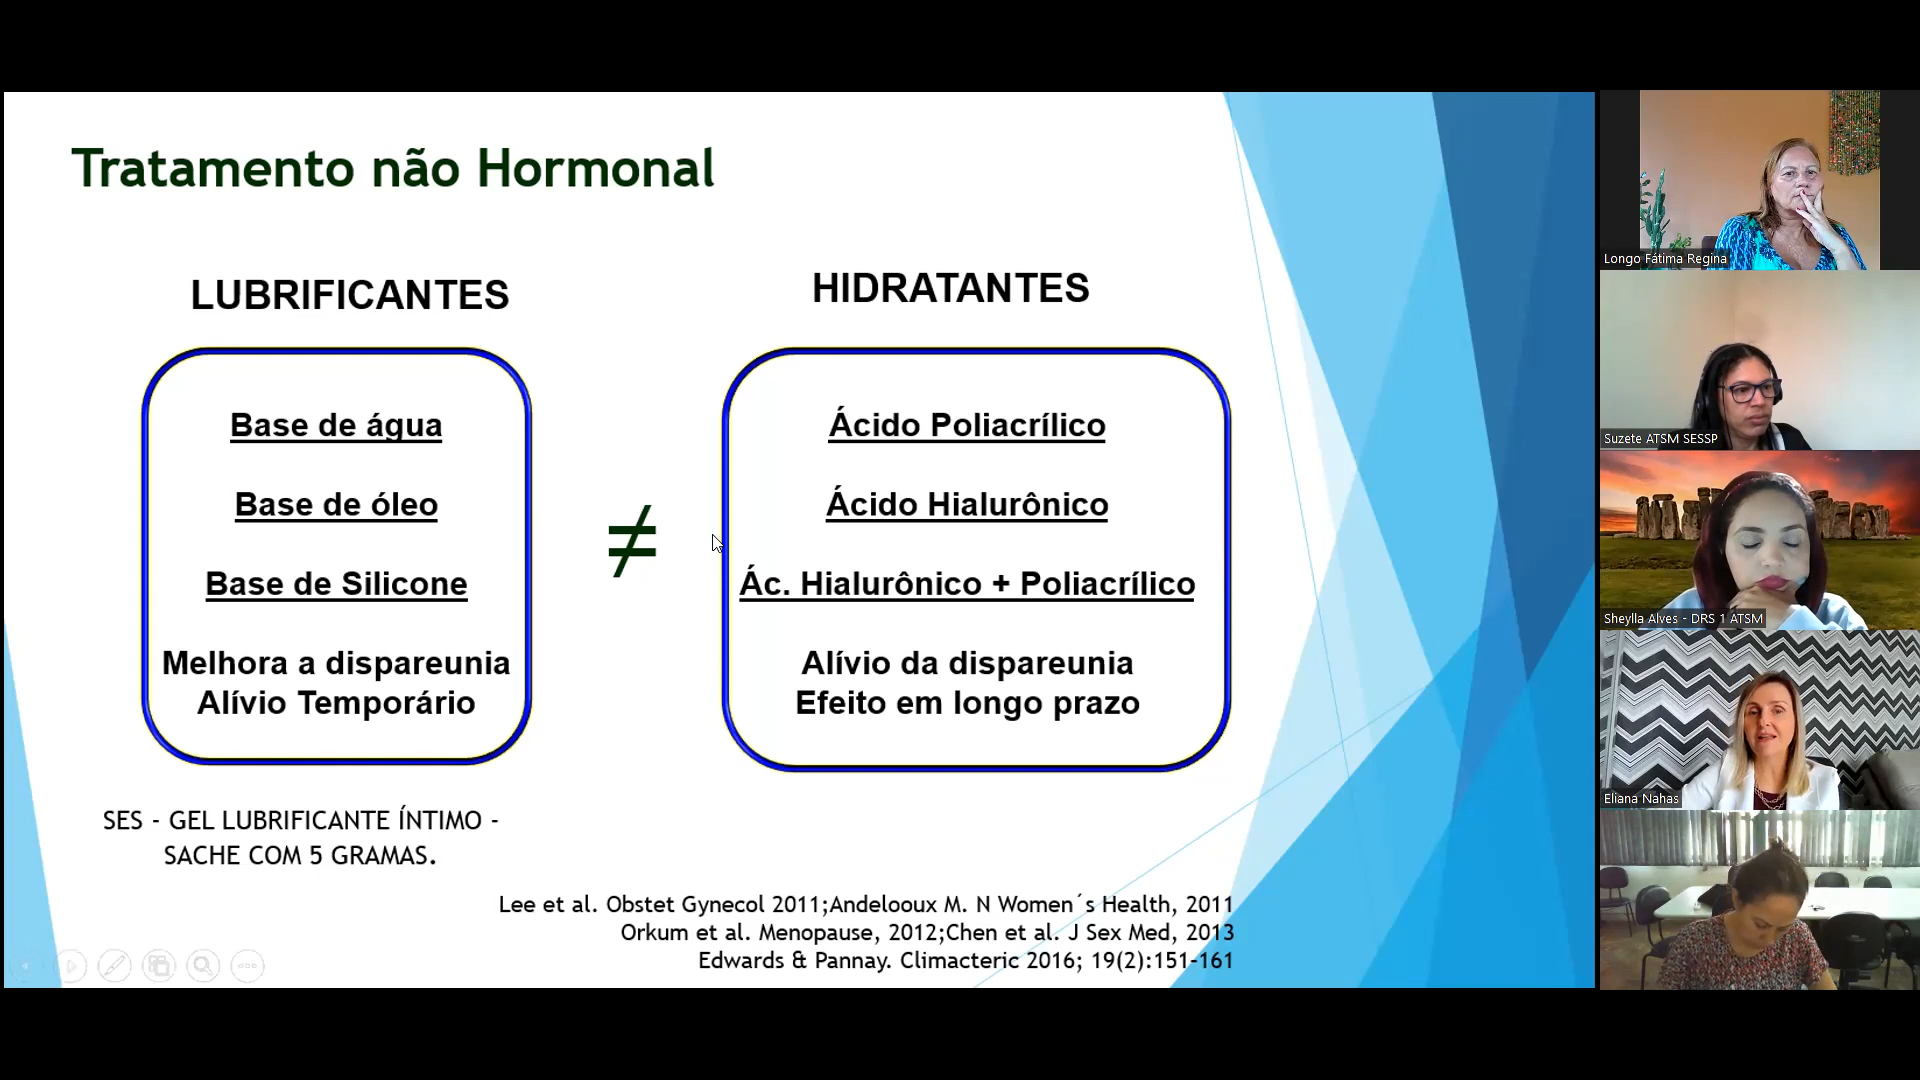 Tratamento não Hormonal
LUBRIFICANTES
Base de água
Base de óleo
Base de Silicone
Melhora a dispareunia
Alívio Temporário
≠
HIDRATANTES
Ácido Poliacrílico
Ácido Hialurônico
Ác. Hialurônico + Poliacrílico
Alívio da dispareunia
Efeito em longo prazo
SES - GEL LUBRIFICANTE ÍNTIMO -
SACHE COM 5 GRAMAS.
Lee et al. Obstet Gynecol 2011;Andelooux M. N Women´s Health, 2011
Orkum et al. Menopause, 2012;Chen et al. J Sex Med, 2013
Edwards & Pannay. Climacteric 2016; 19(2):151-161
Longo Fátima Regina
Suzete ATSM SESSP
Sheylla Alves - DRS 1 ATSM
Eliana Nahas